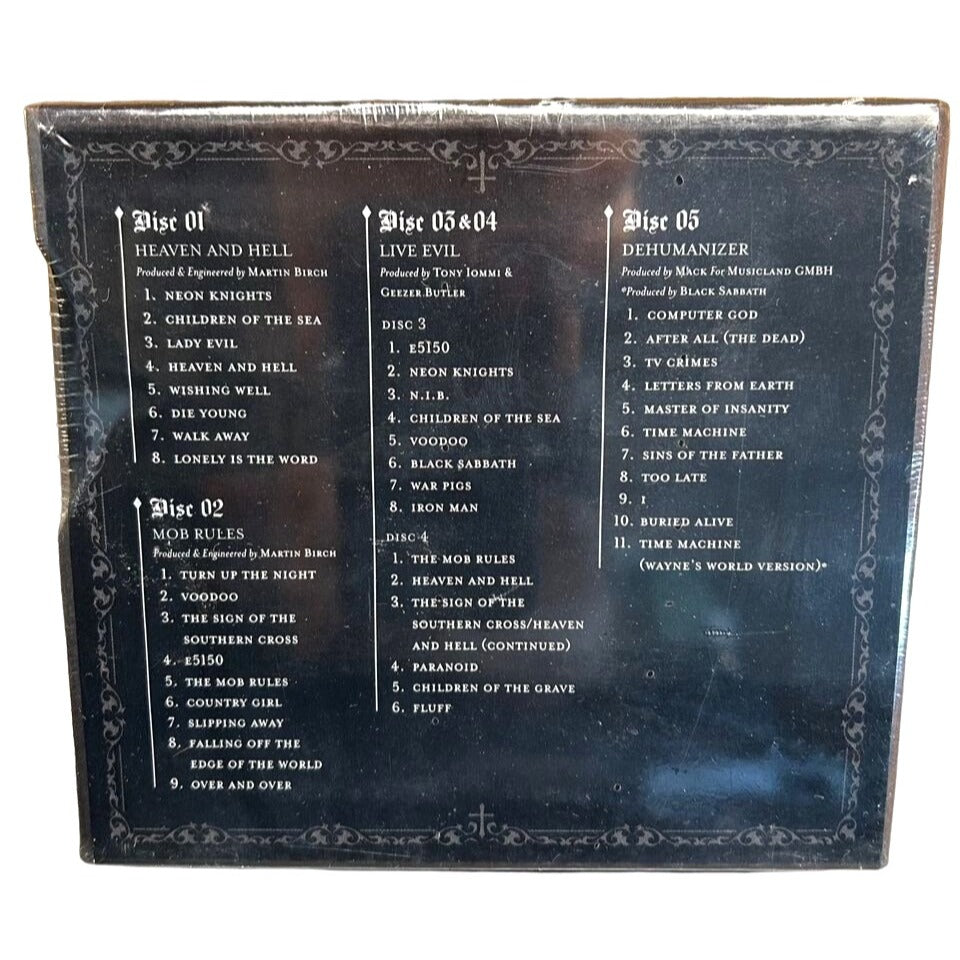 Disc 01
HEAVEN AND HELL
Produced & Engineered by MARTIN BIRCH
1. NEON KNIGHTS
2. CHILDREN OF THE SEA
3. LADY EVIL
4. HEAVEN AND HELL
5. WISHING WELL
6. DIE YOUNG
7. WALK AWAY
8. LONELY IS THE WORD
Disc 02
MOB RULES
Produced & Engineered by MARTIN BIRCH
1. TURN UP THE NIGHT
2. VOODOO
3. THE SIGN OF THE
SOUTHERN CROSS
4. E5150
5. THE MOB RULES
6. COUNTRY GIRL
7. SLIPPING AWAY
8. FALLING OFF THE
EDGE OF THE WORLD
9. OVER AND OVER
Disc 03 & 04
LIVE EVIL
Produced by TONY IOMMI &
GEEZER BUTLER
DISC 3
1. E5150
2. NEON KNIGHTS
3. N.I.B.
4. CHILDREN OF THE SEA
5. VOODOO
6. BLACK SABBATH
7. WAR PIGS
8. IRON MAN
DISC 4
1. THE MOB RULES
2. HEAVEN AND HELL
3. THE SIGN OF THE
SOUTHERN CROSS/HEAVEN
AND HELL (CONTINUED)
4. PARANOID
5. CHILDREN OF THE GRAVE
6. FLUFF
Disc 05
DEHUMANIZER
Produced by MACK For MUSICLAND GMBH
*Produced by BLACK SABBATH
1. COMPUTER GOD
2. AFTER ALL (THE DEAD)
3. TV CRIMES
4. LETTERS FROM EARTH
5. MASTER OF INSANITY
6. TIME MACHINE
7. SINS OF THE FATHER
8. TOO LATE
9. I
10. BURIED ALIVE
11. TIME MACHINE
(WAYNE'S WORLD VERSION)*